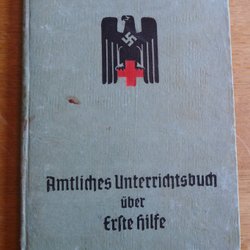 Amtliches Unterrichtsbuch
über
Erste Hilfe